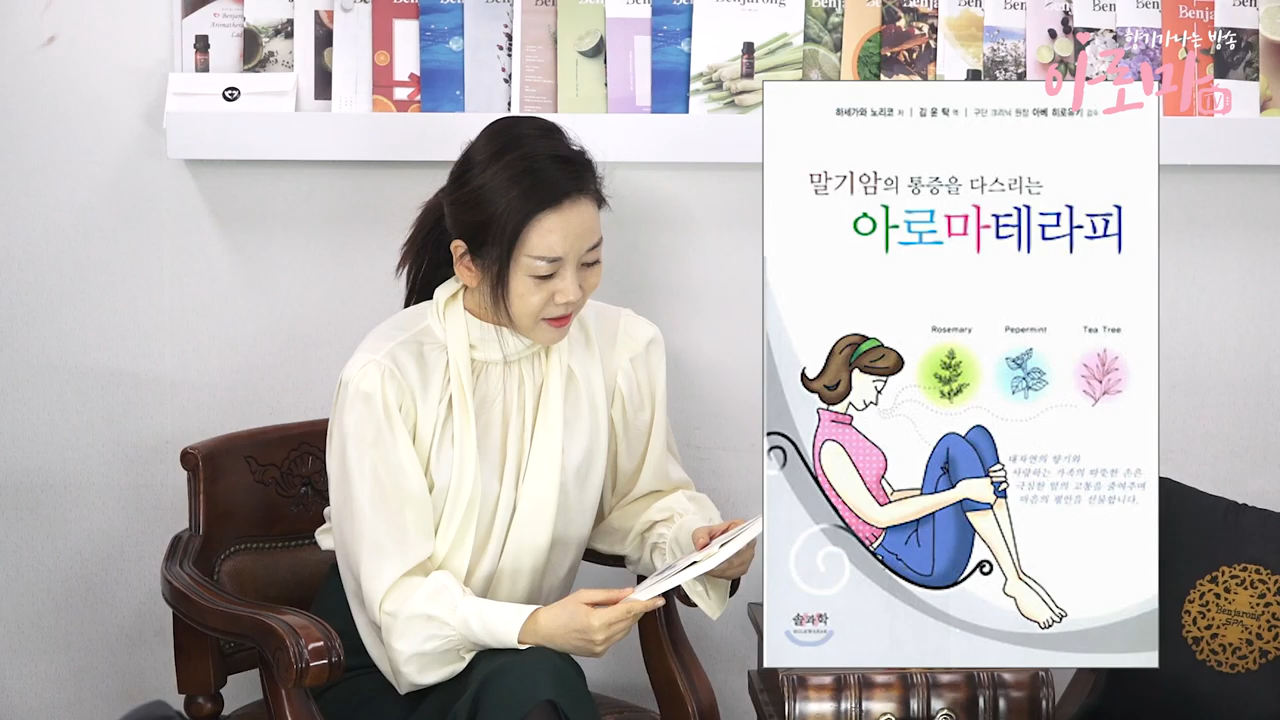 Benjarong
향기가나는 방송
아로마
TV
하세가와 노리코 저 | 김 윤 탁 역 | 구단 크리닉 원장 아베 히로유키 감수
말기암의 통증을 다스리는
아로마테라피
Rosemary
Pepermint
Tea Tree
대자연의 향기와
사랑하는 가족의 따뜻한 손은
극심한 암의 고통을 줄여주며
마음의 평안을 선물합니다.
솔과학
Benjarong
SPA